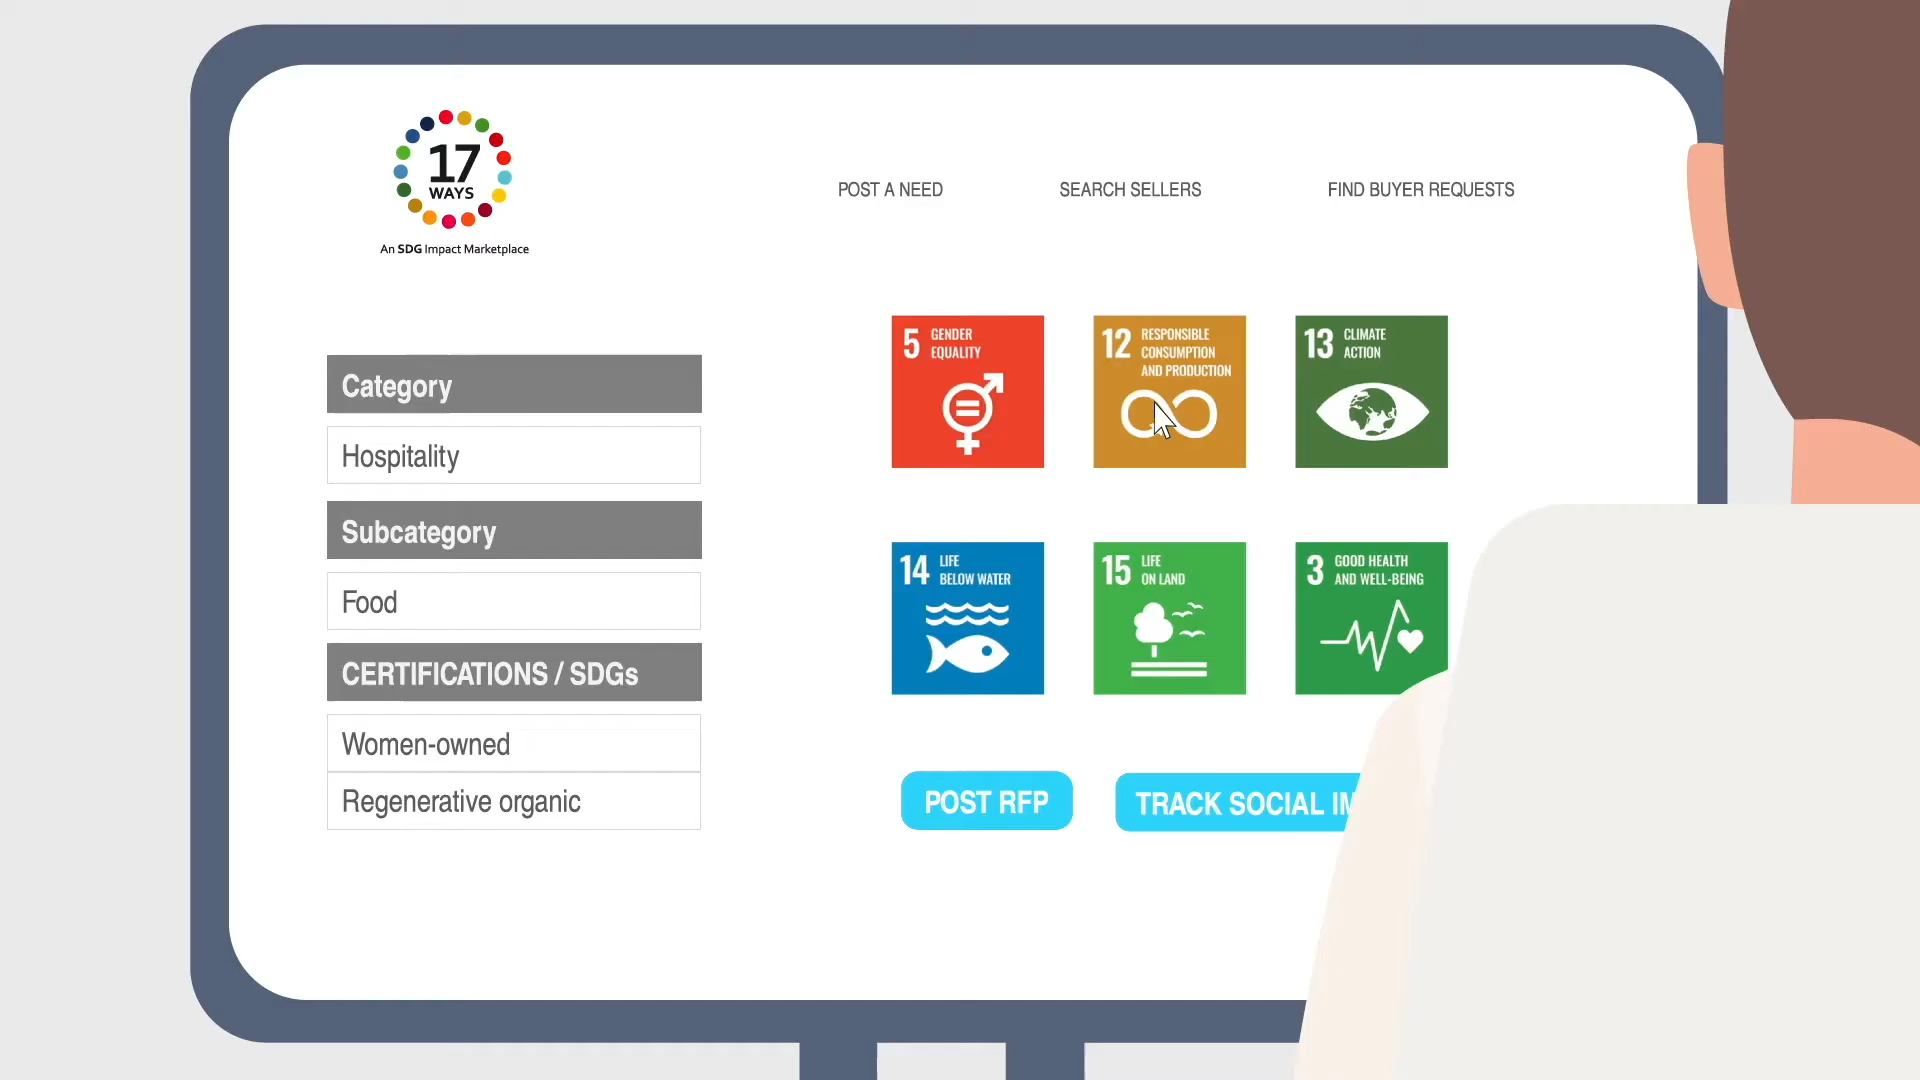 17
WAYS
An SDG Impact Marketplace
POST A NEED
SEARCH SELLERS
FIND BUYER REQUESTS
Category
Hospitality
Subcategory
Food
CERTIFICATIONS / SDGs
Women-owned
Regenerative organic
5 GENDER
EQUALITY
12 RESPONSIBLE
CONSUMPTION
AND PRODUCTION
13 CLIMATE
ACTION
14 LIFE
BELOW WATER
15 LIFE
ON LAND
3 GOOD HEALTH
AND WELL-BEING
POST RFP
TRACK SOCIAL